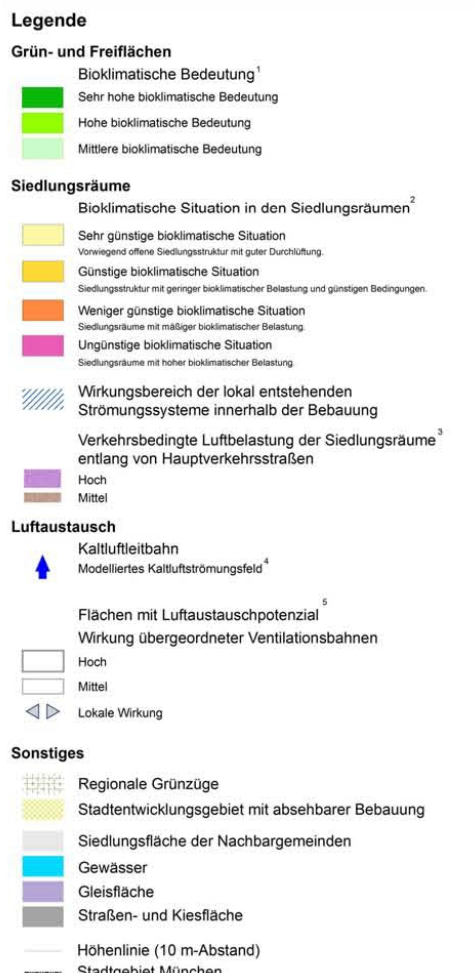 Legende
Grün- und Freiflächen
Bioklimatische Bedeutung¹
Sehr hohe bioklimatische Bedeutung
Hohe bioklimatische Bedeutung
Mittlere bioklimatische Bedeutung
Siedlungsräume
Bioklimatische Situation in den Siedlungsräumen²
Sehr günstige bioklimatische Situation
Vorwiegend offene Siedlungsstruktur mit guter Durchlüftung.
Günstige bioklimatische Situation
Siedlungsstruktur mit geringer bioklimatischer Belastung und günstigen Bedingungen.
Weniger günstige bioklimatische Situation
Siedlungsräume mit mäßiger bioklimatischer Belastung.
Ungünstige bioklimatische Situation
Siedlungsräume mit hoher bioklimatischer Belastung.
Wirkungsbereich der lokal entstehenden
Strömungssysteme innerhalb der Bebauung
Verkehrsbedingte Luftbelastung der Siedlungsräume³
entlang von Hauptverkehrsstraßen
Hoch
Mittel
Luftaustausch
Kaltluftleitbahn
Modelliertes Kaltluftströmungsfeld⁴
Flächen mit Luftaustauschpotenzial⁵
Wirkung übergeordneter Ventilationsbahnen
Hoch
Mittel
Lokale Wirkung
Sonstiges
Regionale Grünzüge
Stadtentwicklungsgebiet mit absehbarer Bebauung
Siedlungsfläche der Nachbargemeinden
Gewässer
Gleisfläche
Straßen- und Kiesfläche
Höhenlinie (10 m-Abstand)
Stadtgebiet München